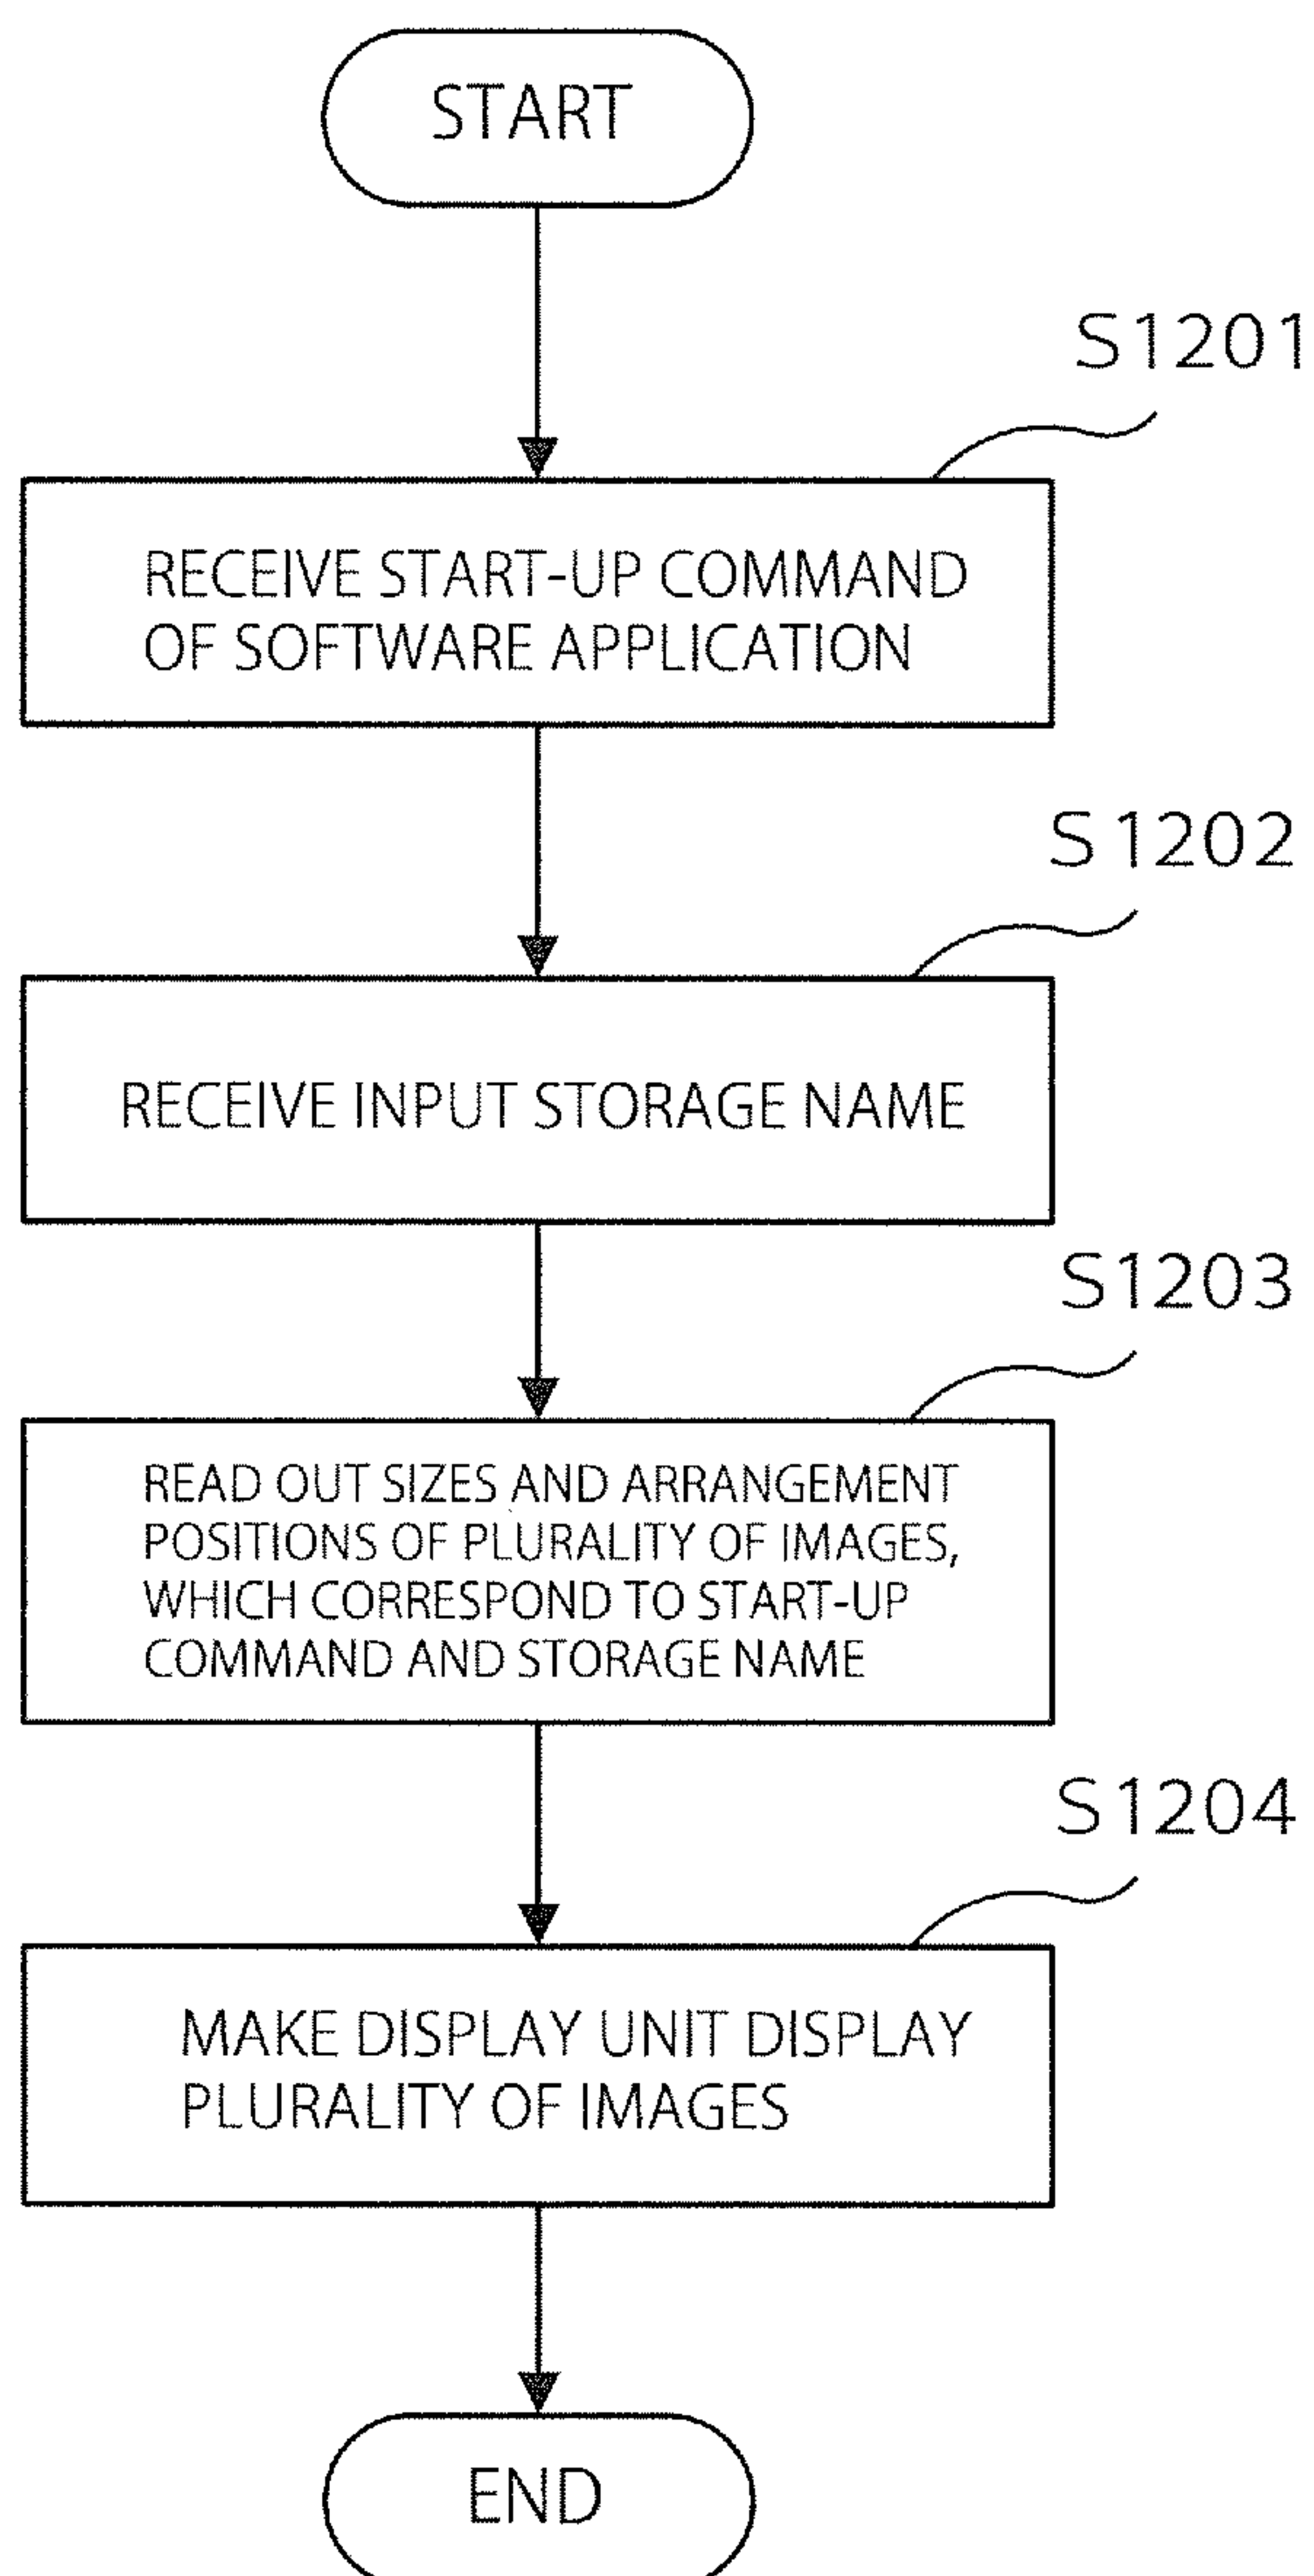 START
S1201
RECEIVE START-UP COMMAND
OF SOFTWARE APPLICATION
S1202
RECEIVE INPUT STORAGE NAME
S1203
READ OUT SIZES AND ARRANGEMENT
POSITIONS OF PLURALITY OF IMAGES,
WHICH CORRESPOND TO START-UP
COMMAND AND STORAGE NAME
S1204
MAKE DISPLAY UNIT DISPLAY
PLURALITY OF IMAGES
END